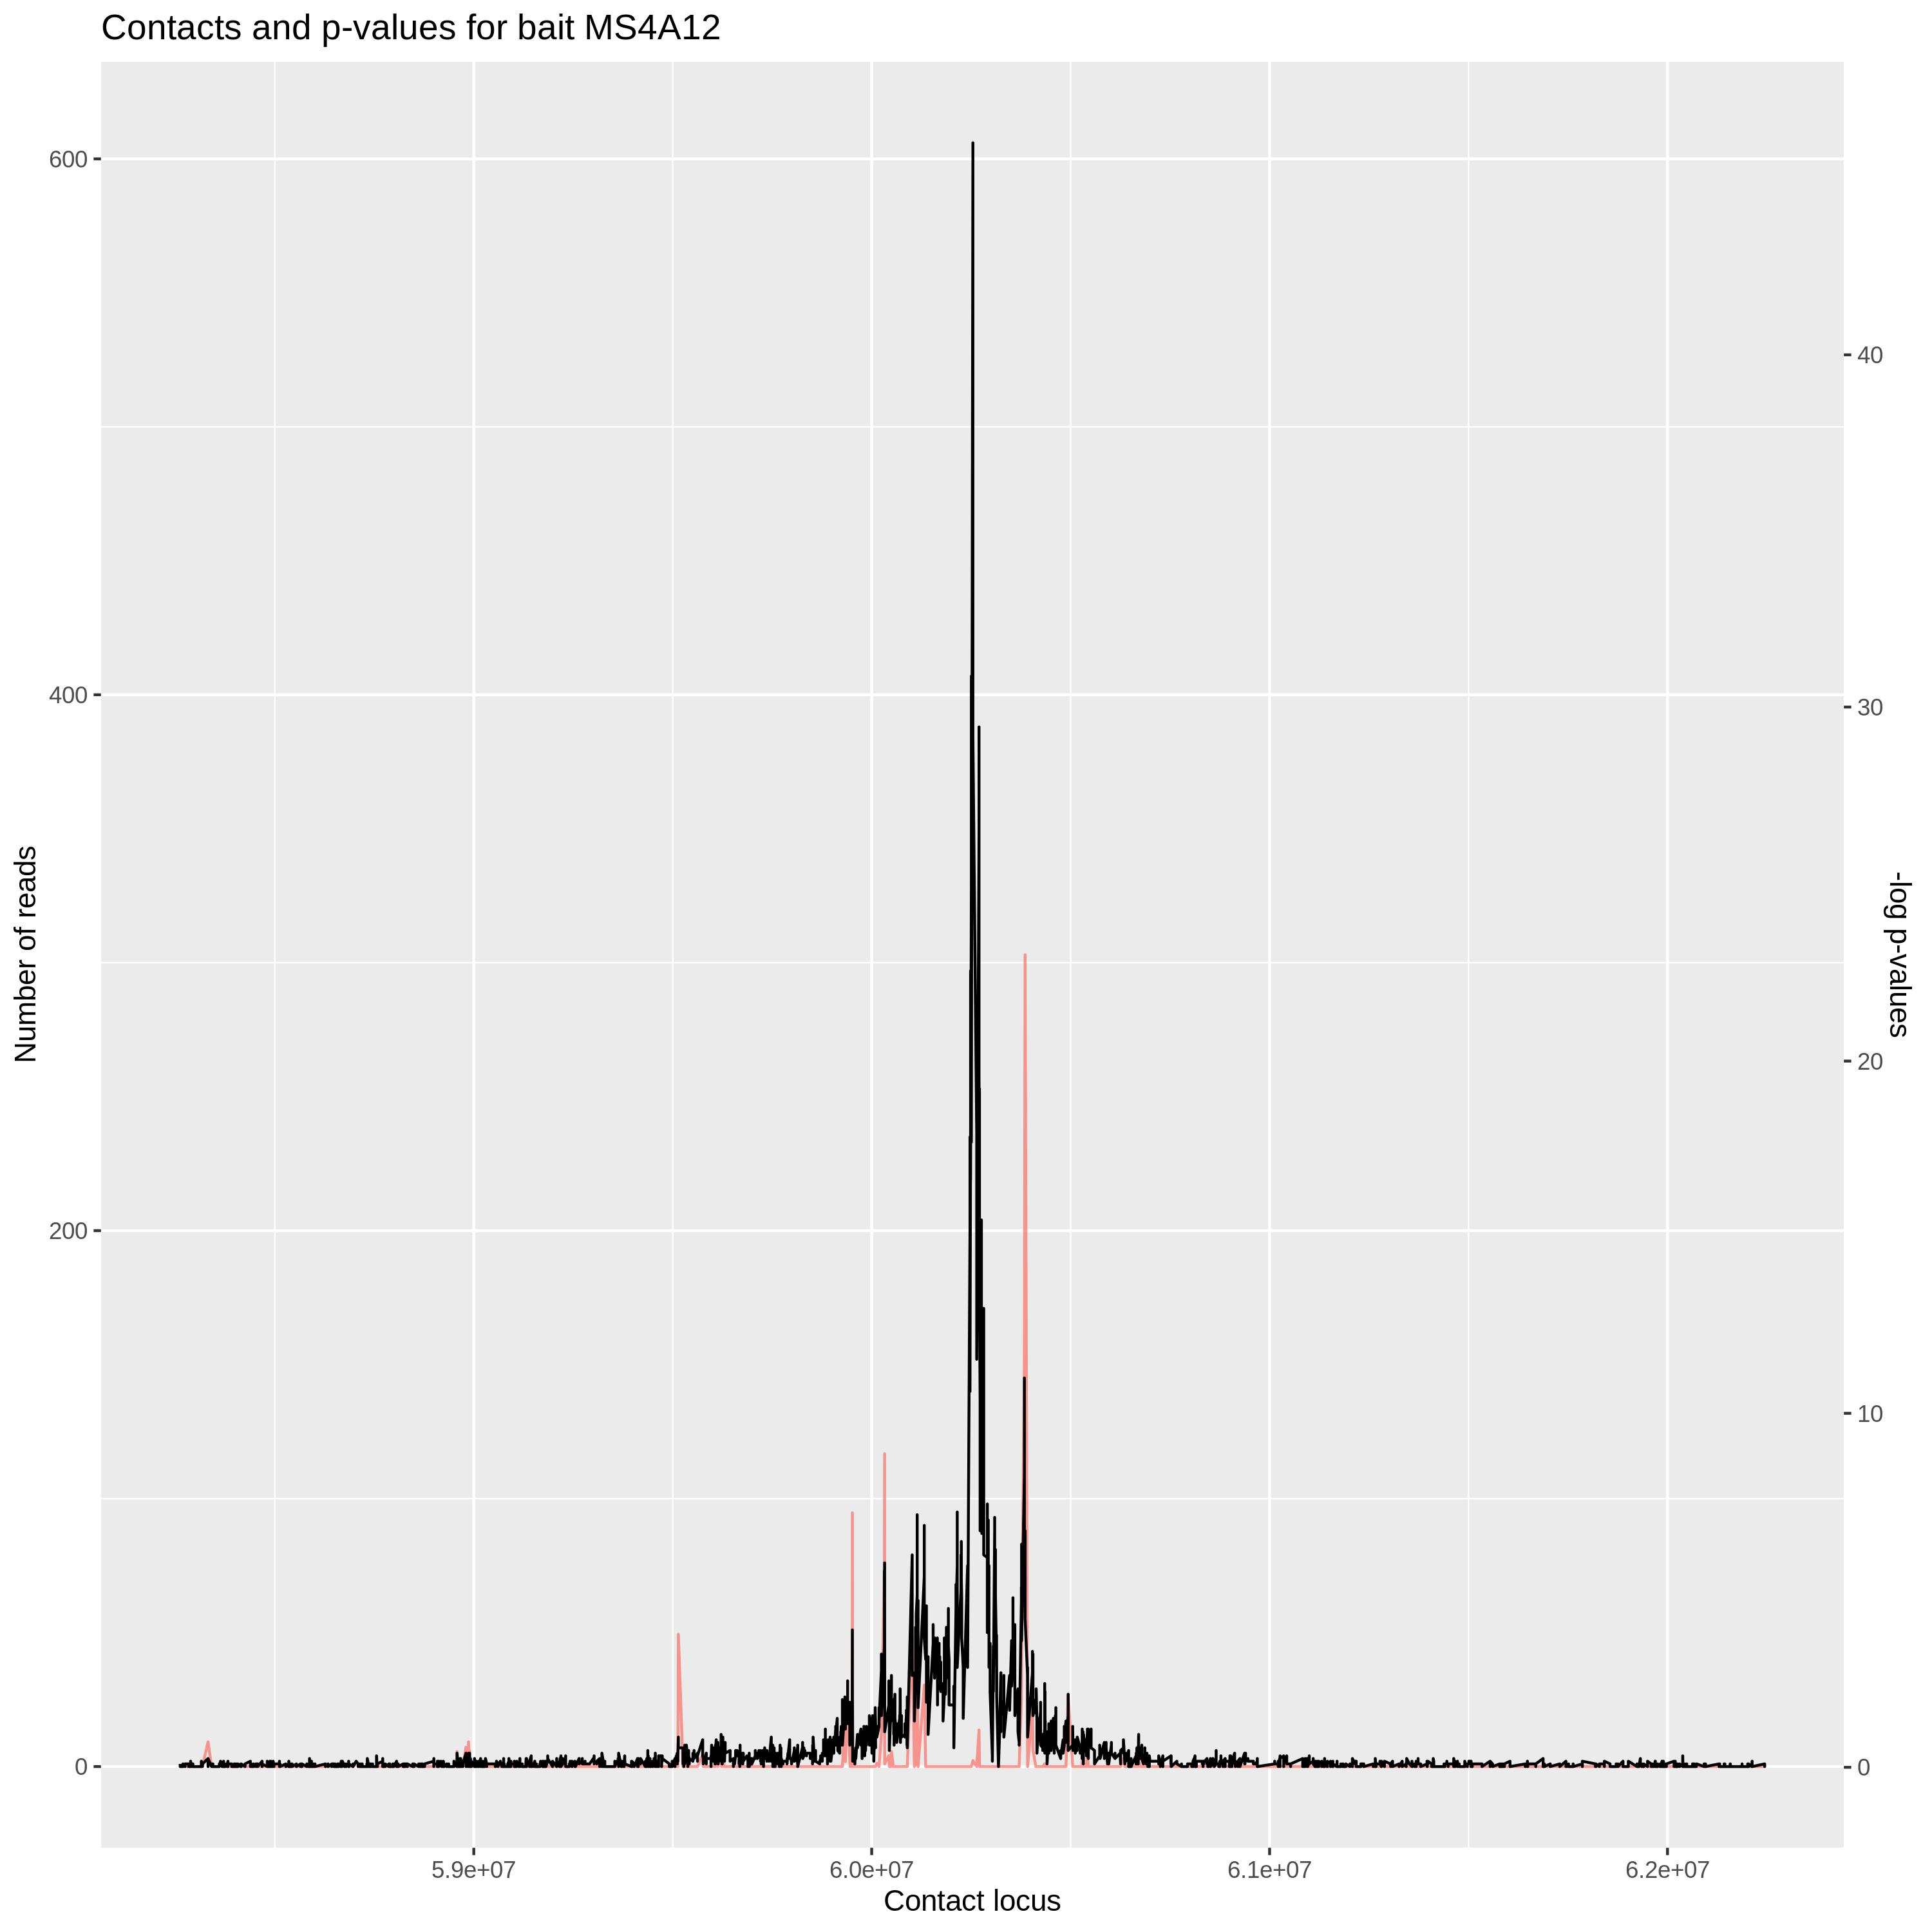 Contacts and p-values for bait MS4A12
600
400
200
0
Number of reads
40
30
20
10
0
-log p-values
5.9e+07
6.0e+07
6.1e+07
6.2e+07
Contact locus